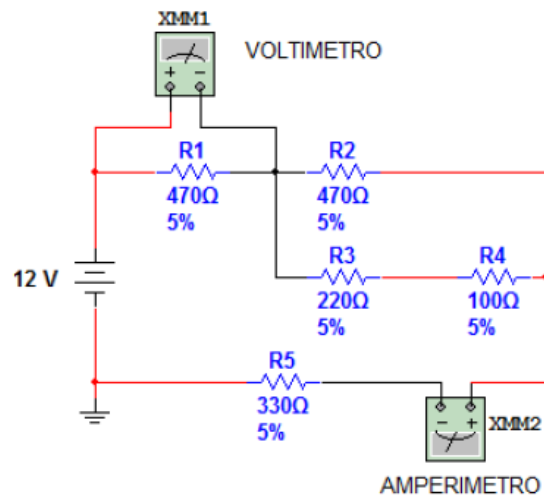 XMM1
VOLTIMETRO
+ −
R1
470Ω
5%
R2
470Ω
5%
R3
220Ω
5%
R4
100Ω
5%
12 V
R5
330Ω
5%
− +
XMM2
AMPERIMETRO